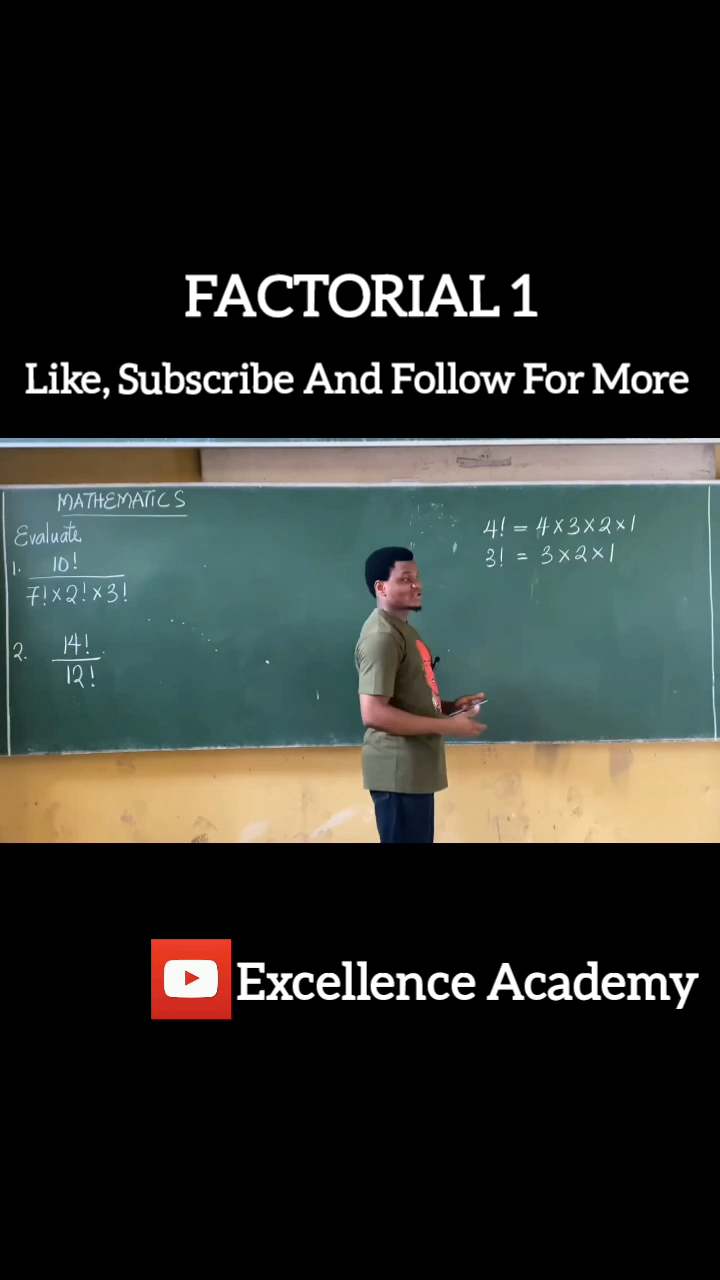 FACTORIAL 1
Like, Subscribe And Follow For More
MATHEMATICS
Evaluate
1. 10!
7! × 2! × 3!
2. 14!
12!
4! = 4 × 3 × 2 × 1
3! = 3 × 2 × 1
Excellence Academy